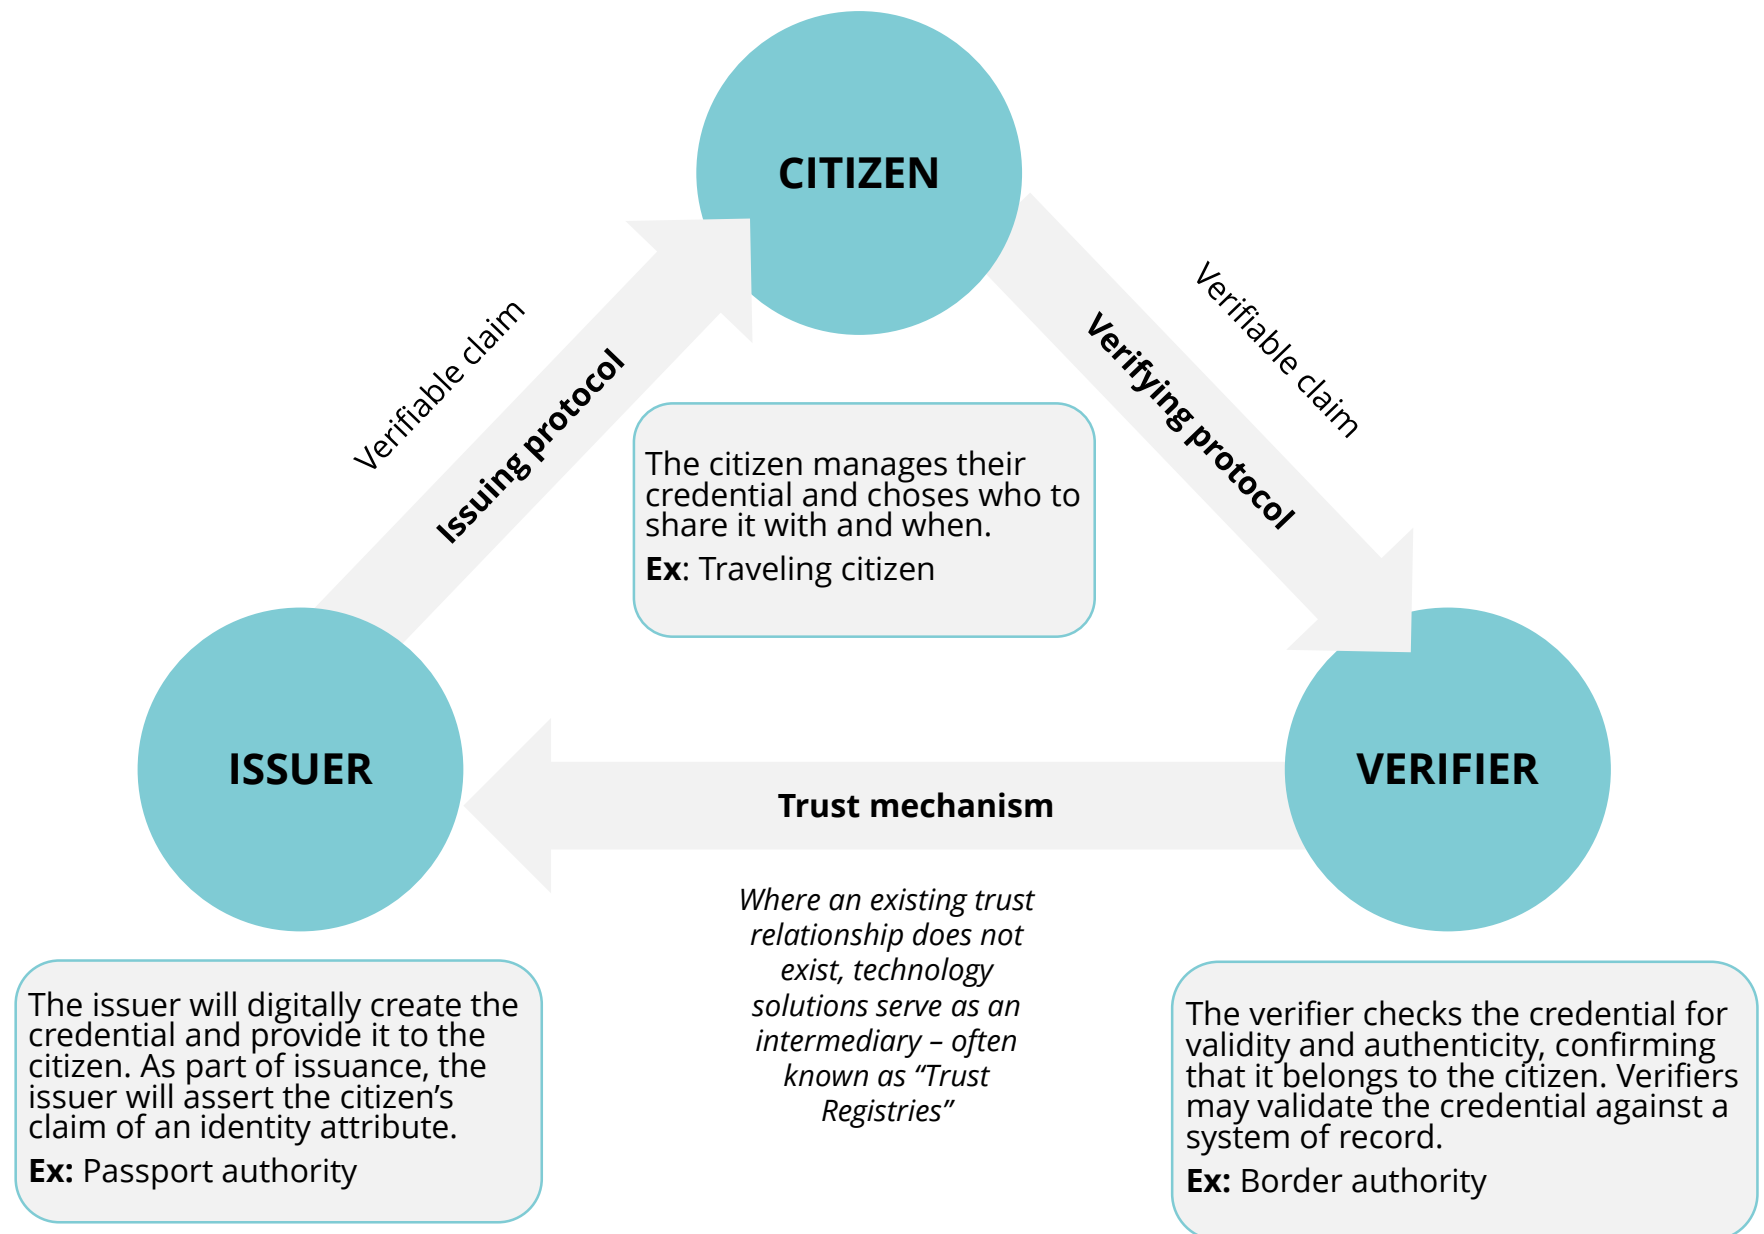 CITIZEN
Verifiable claim
Issuing protocol
Verifying protocol
Verifiable claim
The citizen manages their
credential and choses who to
share it with and when.
Ex: Traveling citizen
ISSUER
VERIFIER
Trust mechanism
Where an existing trust
relationship does not
exist, technology
solutions serve as an
intermediary – often
known as “Trust
Registries”
The issuer will digitally create the
credential and provide it to the
citizen. As part of issuance, the
issuer will assert the citizen’s
claim of an identity attribute.
Ex: Passport authority
The verifier checks the credential for
validity and authenticity, confirming
that it belongs to the citizen. Verifiers
may validate the credential against a
system of record.
Ex: Border authority